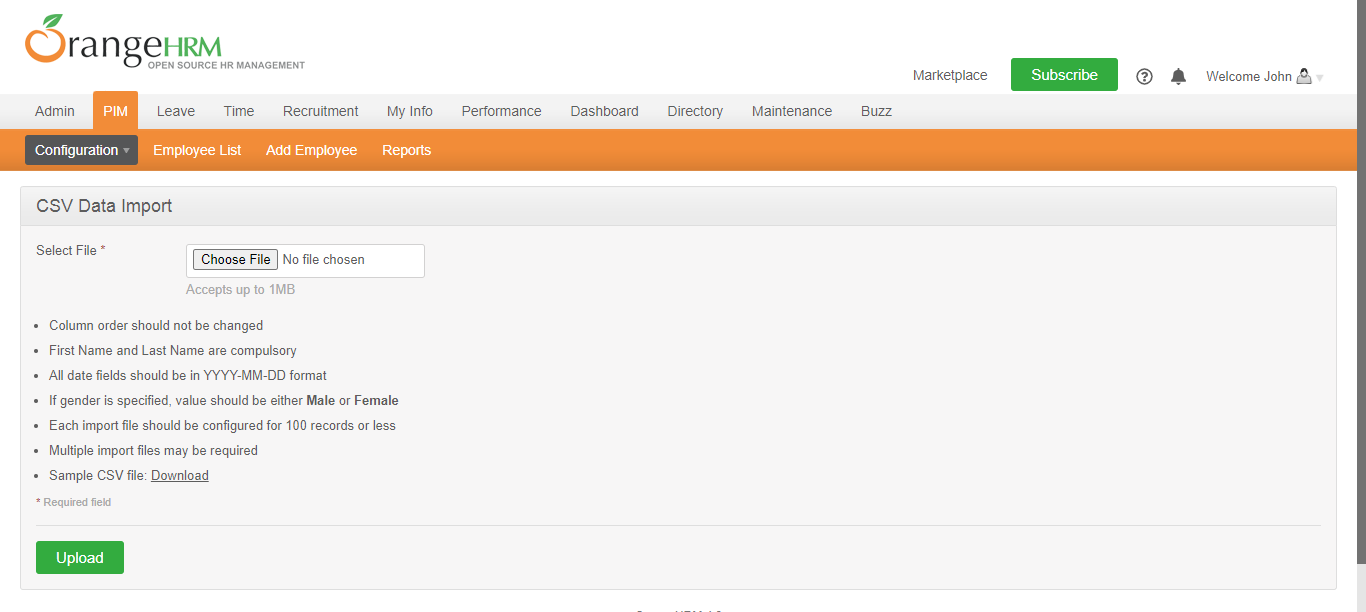 OrangeHRM
OPEN SOURCE HR MANAGEMENT
Marketplace Subscribe Welcome John
Admin PIM Leave Time Recruitment My Info Performance Dashboard Directory Maintenance Buzz
Configuration Employee List Add Employee Reports
CSV Data Import
Select File * Choose File No file chosen
Accepts up to 1MB
• Column order should not be changed
• First Name and Last Name are compulsory
• All date fields should be in YYYY-MM-DD format
• If gender is specified, value should be either Male or Female
• Each import file should be configured for 100 records or less
• Multiple import files may be required
• Sample CSV file: Download
* Required field
Upload